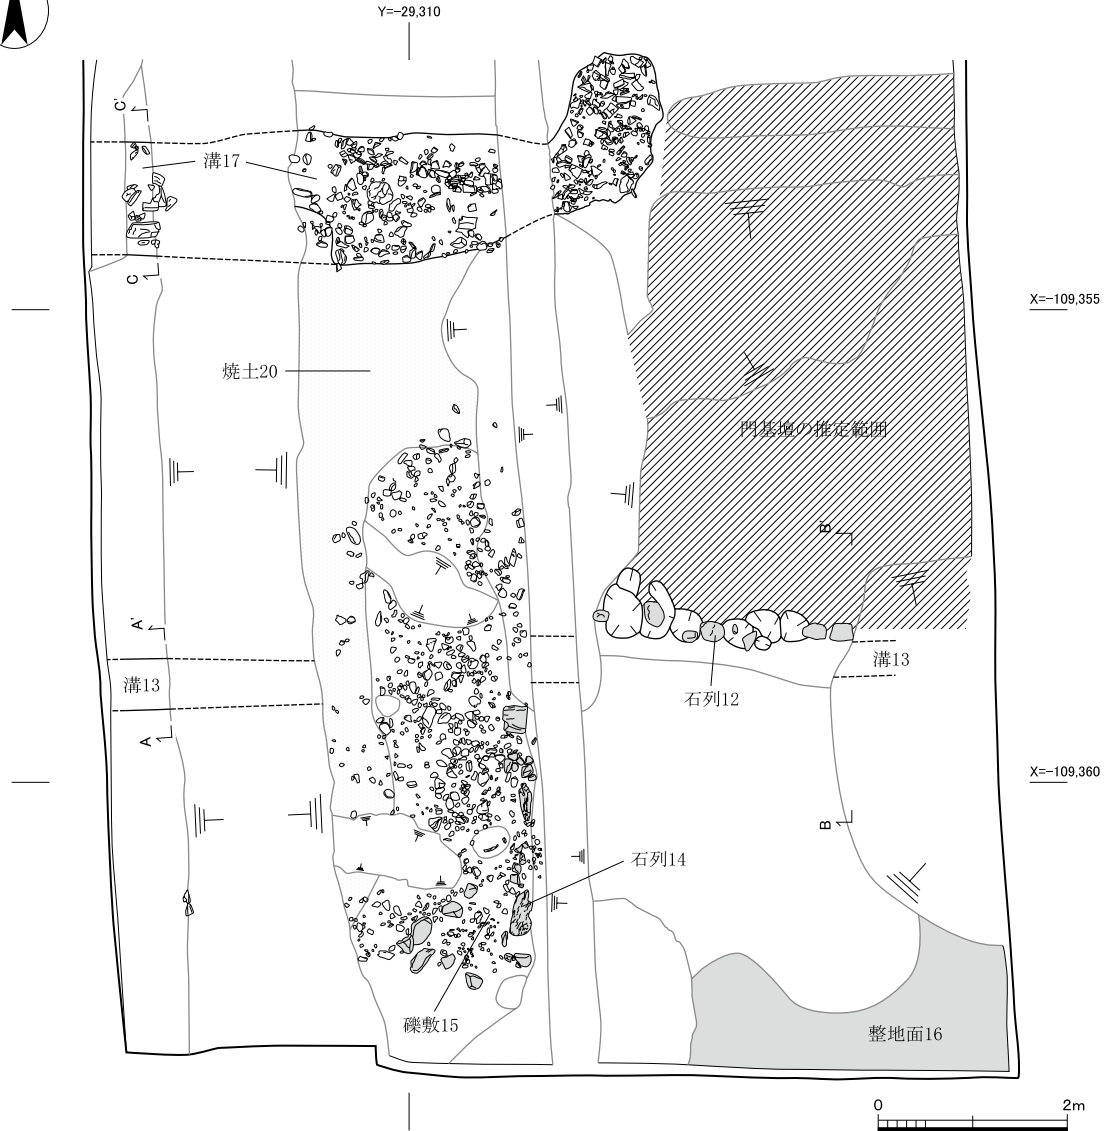 Y=-29,310
C'
溝17
C
X=-109,355
焼土20
門基壇の推定範囲
B'
A'
溝13
溝13
石列12
A
X=-109,360
B
石列14
礫敷15
整地面16
0 2m